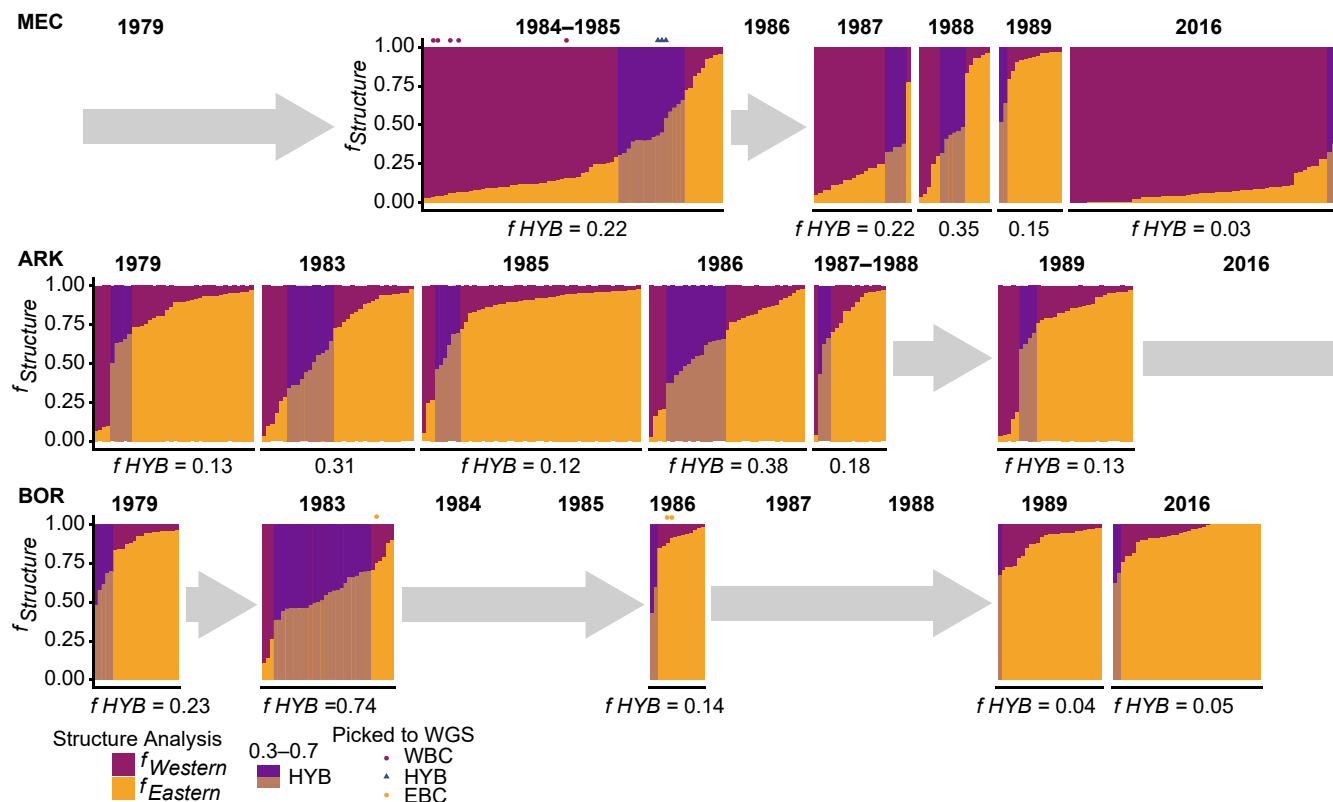 MEC 1979 1984–1985 1986 1987 1988 1989 2016
1.00
0.75
0.50
0.25
0.00
f Structure
f HYB = 0.22 f HYB = 0.22 0.35 0.15 f HYB = 0.03
ARK
1979 1983 1985 1986 1987–1988 1989 2016
1.00
0.75
0.50
0.25
0.00
f Structure
f HYB = 0.13 0.31 f HYB = 0.12 f HYB = 0.38 0.18 f HYB = 0.13
BOR
1979 1983 1984 1985 1986 1987 1988 1989 2016
1.00
0.75
0.50
0.25
0.00
f Structure
f HYB = 0.23 f HYB =0.74 f HYB = 0.14 f HYB = 0.04 f HYB = 0.05
Structure Analysis
f Western
f Eastern
0.3–0.7
HYB
Picked to WGS
WBC
HYB
EBC